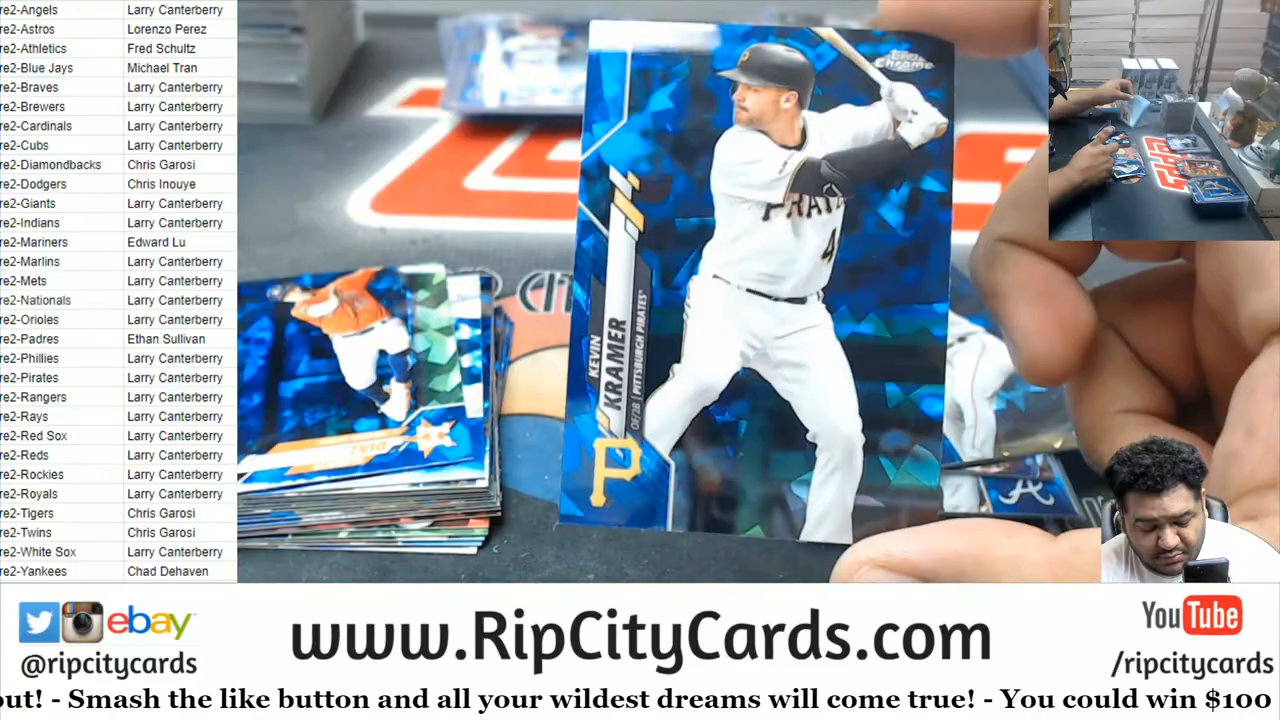 re2-Angels Larry Canterberry
re2-Astros Lorenzo Perez
re2-Athletics Fred Schultz
re2-Blue Jays Michael Tran
re2-Braves Larry Canterberry
re2-Brewers Larry Canterberry
re2-Cardinals Larry Canterberry
re2-Cubs Larry Canterberry
re2-Diamondbacks Chris Garosi
re2-Dodgers Chris Inouye
re2-Giants Larry Canterberry
re2-Indians Larry Canterberry
re2-Mariners Edward Lu
re2-Marlins Larry Canterberry
re2-Mets Larry Canterberry
re2-Nationals Larry Canterberry
re2-Orioles Larry Canterberry
re2-Padres Ethan Sullivan
re2-Phillies Larry Canterberry
re2-Pirates Larry Canterberry
re2-Rangers Larry Canterberry
re2-Rays Larry Canterberry
re2-Red Sox Larry Canterberry
re2-Reds Larry Canterberry
re2-Rockies Larry Canterberry
re2-Royals Larry Canterberry
re2-Tigers Chris Garosi
re2-Twins Chris Garosi
re2-White Sox Larry Canterberry
re2-Yankees Chad Dehaven
Topps Chrome
P
PIRAT
4
KEVIN
KRAMER
OF/2B | PITTSBURGH PIRATES
P
DIAZ
A
ebay
@ripcitycards
www.RipCityCards.com
YouTube
/ripcitycards
out! - Smash the like button and all your wildest dreams will come true! - You could win $100